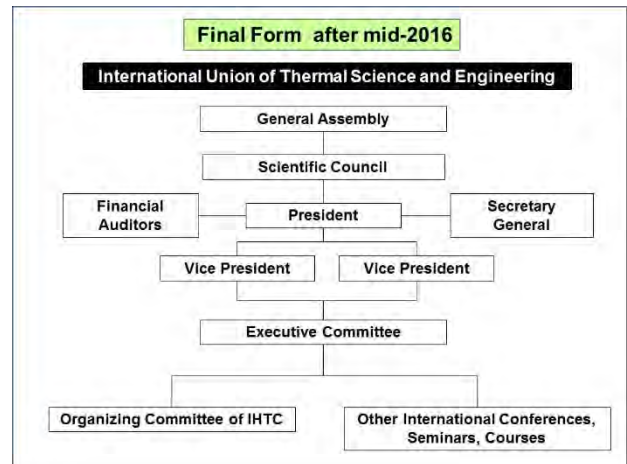 Final Form after mid-2016
International Union of Thermal Science and Engineering
General Assembly
Scientific Council
Financial
Auditors
President
Secretary
General
Vice President
Vice President
Executive Committee
Organizing Committee of IHTC
Other International Conferences,
Seminars, Courses